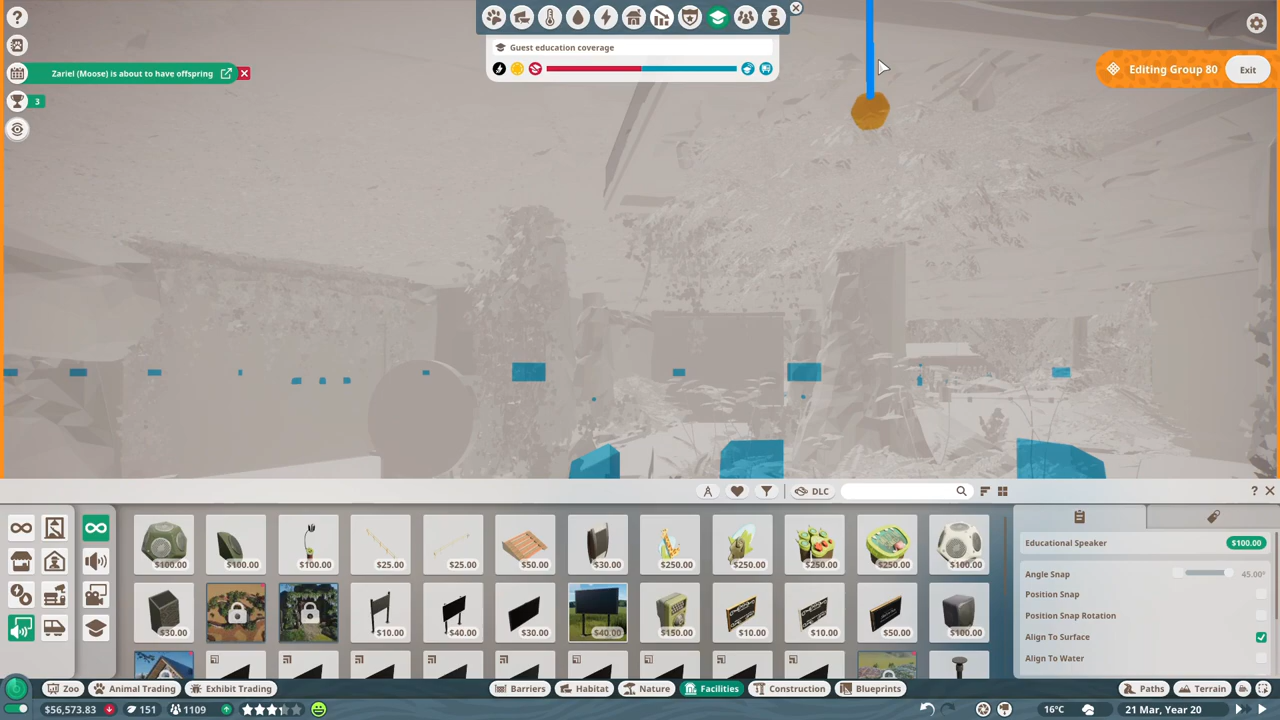 Guest education coverage
Zariel (Moose) is about to have offspring
3
Editing Group 80
Exit
DLC
$100.00
$100.00
$100.00
$25.00
$25.00
$50.00
$30.00
$250.00
$250.00
$250.00
$250.00
$100.00
$30.00
$10.00
$40.00
$30.00
$40.00
$150.00
$10.00
$10.00
$50.00
$100.00
Educational Speaker
$100.00
Angle Snap
45.00°
Position Snap
Position Snap Rotation
Align To Surface
Align To Water
Zoo
Animal Trading
Exhibit Trading
Barriers
Habitat
Nature
Facilities
Construction
Blueprints
Paths
Terrain
$56,573.83
151
1109
16°C
21 Mar, Year 20